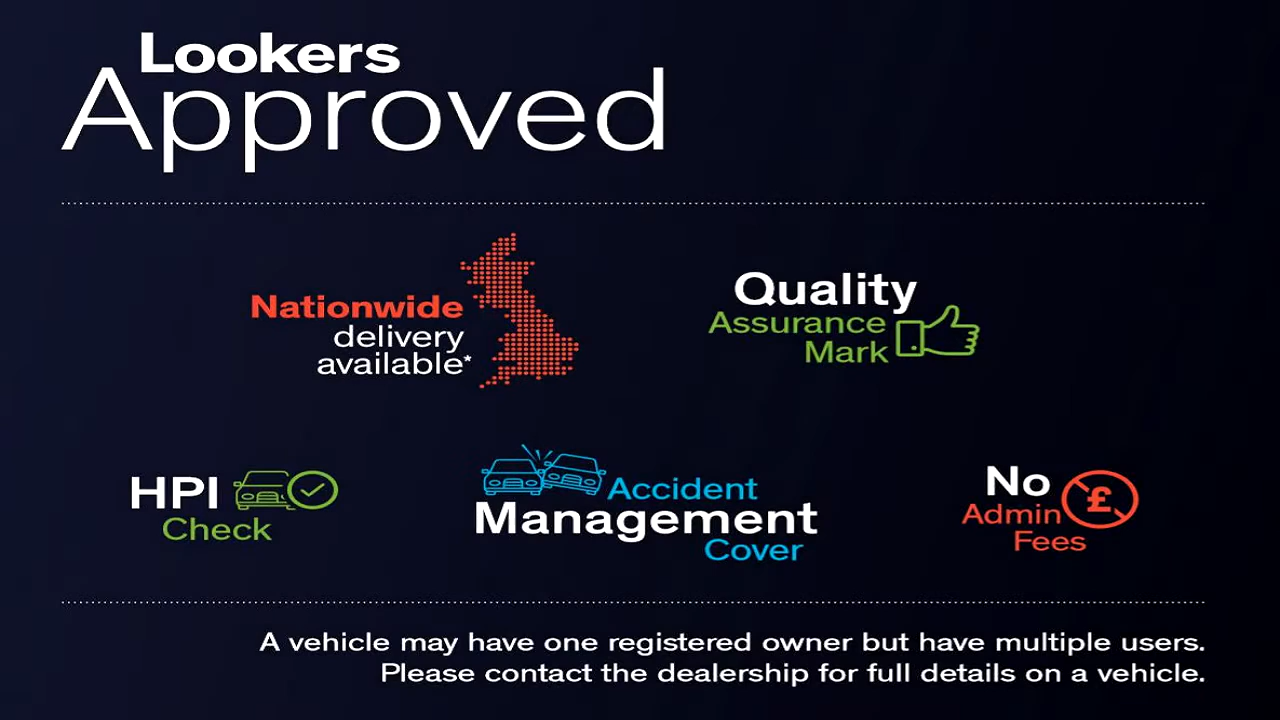 Lookers
Approved
Nationwide
delivery
available*
Quality
Assurance
Mark
HPI
Check
Accident
Management
Cover
No
Admin
£
Fees
A vehicle may have one registered owner but have multiple users.
Please contact the dealership for full details on a vehicle.